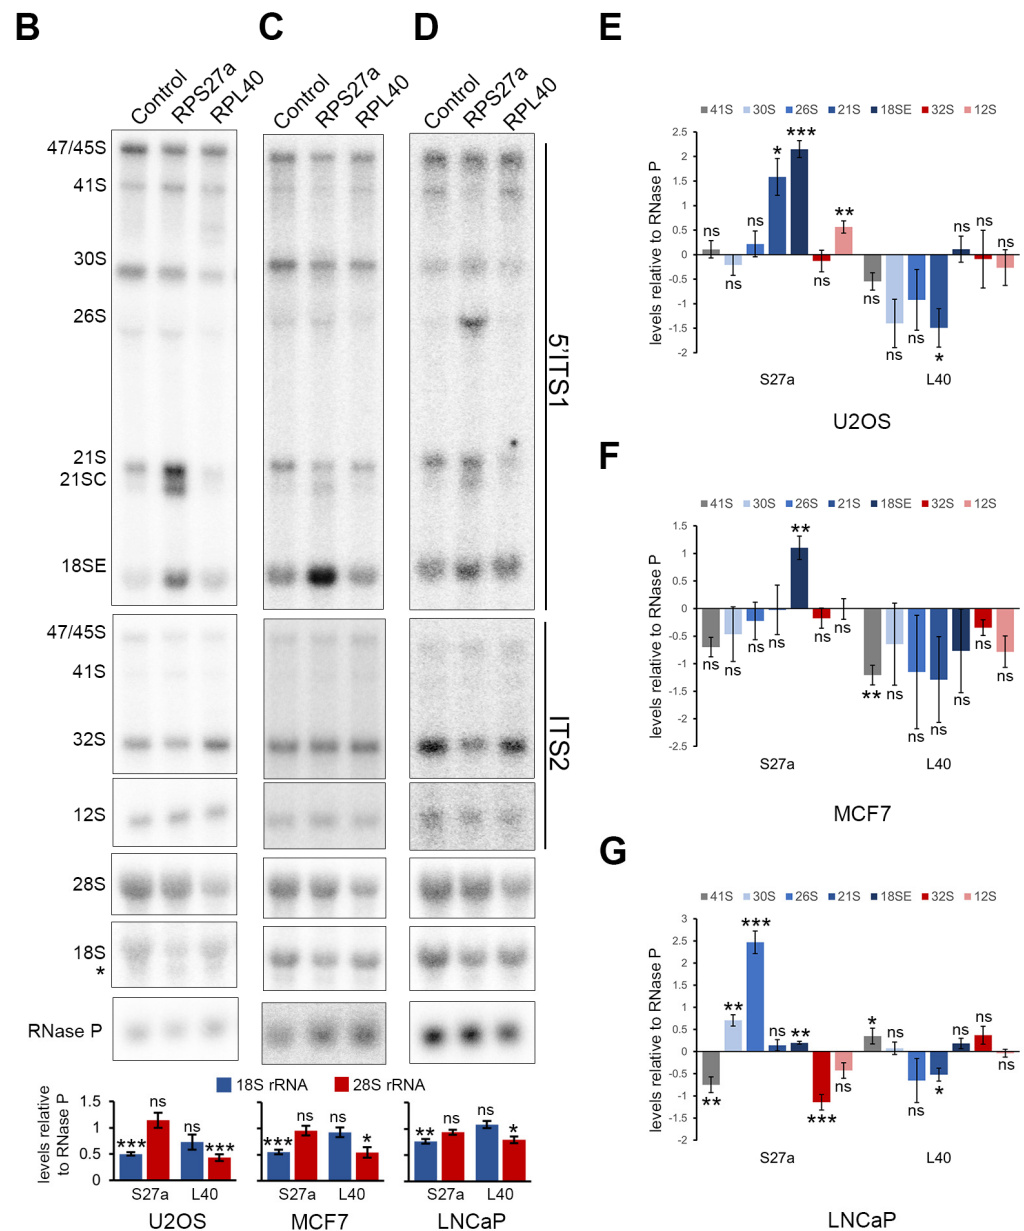 B
C
D
Control
RPS27a
RPL40
Control
RPS27a
RPL40
Control
RPS27a
RPL40
47/45S
41S
30S
26S
21S
21SC
18SE
5'ITS1
47/45S
41S
32S
12S
ITS2
28S
18S
*
RNase P
18S rRNA 28S rRNA
levels relative
to RNase P
1.5
1
0.5
0
*** ns ns ***
S27a L40
U2OS
*** ns ns *
S27a L40
MCF7
** ns ns *
S27a L40
LNCaP
E
41S 30S 26S 21S 18SE 32S 12S
levels relative to RNase P
2.5
2
1.5
1
0.5
0
-0.5
-1
-1.5
-2
ns ns ns * *** ns **
ns ns ns * ns ns ns
S27a L40
U2OS
F
41S 30S 26S 21S 18SE 32S 12S
levels relative to RNase P
1.5
1
0.5
0
-0.5
-1
-1.5
-2
-2.5
ns ns ns ns ** ns ns
** ns ns ns ns ns ns
S27a L40
MCF7
G
41S 30S 26S 21S 18SE 32S 12S
levels relative to RNase P
3
2.5
2
1.5
1
0.5
0
-0.5
-1
-1.5
-2
** ** *** ns ** *** ns
* ns ns * ns ns ns
S27a L40
LNCaP